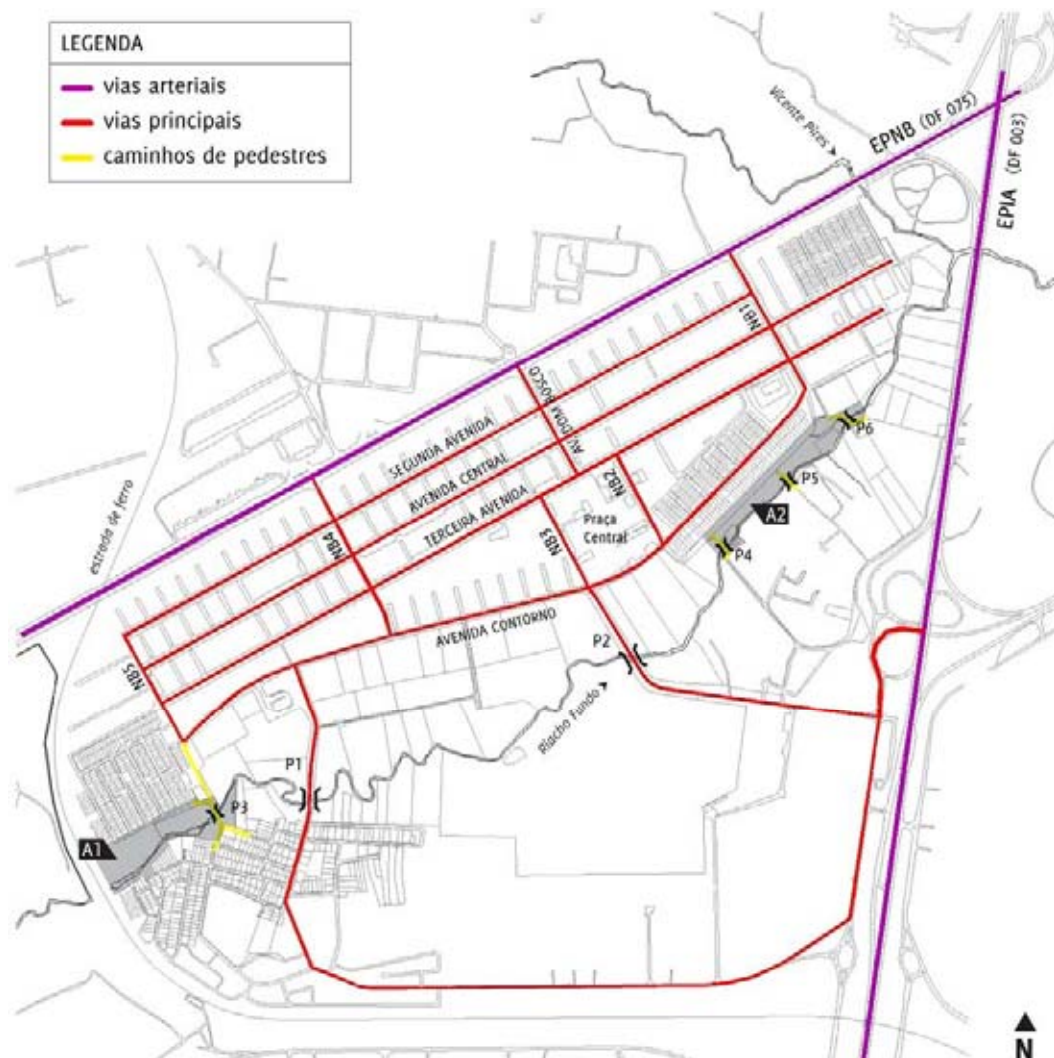 LEGENDA
vias arteriais
vias principais
caminhos de pedestres
Vicente Pires
EPNB (DF 075)
EPIA (DF 003)
NB1
AV. DOM BOSCO
SEGUNDA AVENIDA
AVENIDA CENTRAL
TERCEIRA AVENIDA
estrada de ferro
NB2
NB3
NB4
Praça
Central
P6
P5
A2
P4
AVENIDA CONTORNO
P2
NB5
Riacho Fundo
P1
P3
A1
N